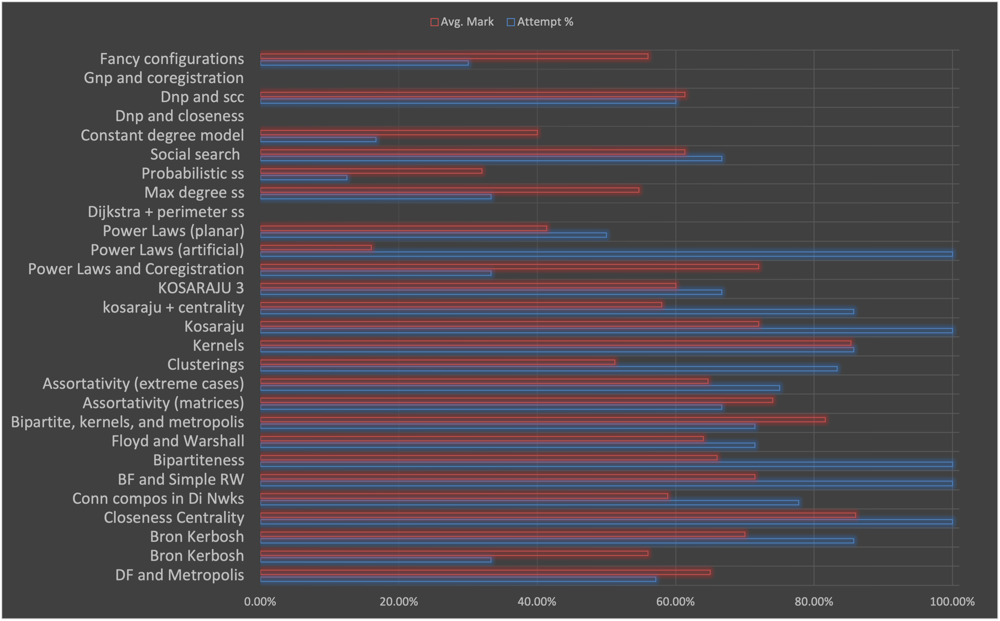 Avg. Mark Attempt %
Fancy configurations
Gnp and coregistration
Dnp and scc
Dnp and closeness
Constant degree model
Social search
Probabilistic ss
Max degree ss
Dijkstra + perimeter ss
Power Laws (planar)
Power Laws (artificial)
Power Laws and Coregistration
KOSARAJU 3
kosaraju + centrality
Kosaraju
Kernels
Clusterings
Assortativity (extreme cases)
Assortativity (matrices)
Bipartite, kernels, and metropolis
Floyd and Warshall
Bipartiteness
BF and Simple RW
Conn compos in Di Nwks
Closeness Centrality
Bron Kerbosh
Bron Kerbosh
DF and Metropolis
0.00% 20.00% 40.00% 60.00% 80.00% 100.00%